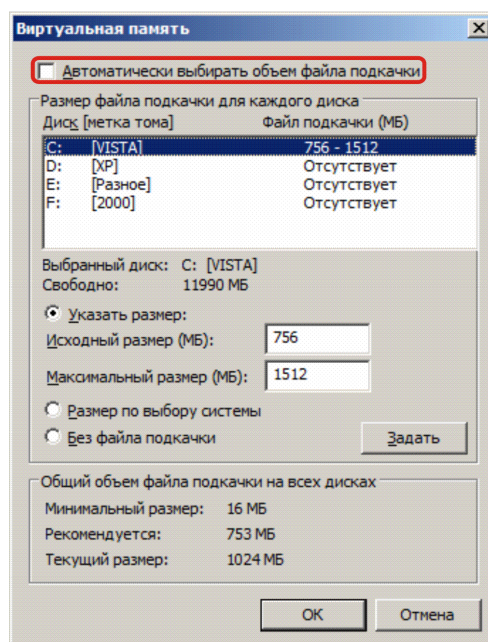 Виртуальная память
Автоматически выбирать объем файла подкачки
Размер файла подкачки для каждого диска
Диск [метка тома] Файл подкачки (МБ)
C: [VISTA] 756 - 1512
D: [XP] Отсутствует
E: [Разное] Отсутствует
F: [2000] Отсутствует
Выбранный диск: C: [VISTA]
Свободно: 11990 МБ
Указать размер:
Исходный размер (МБ): 756
Максимальный размер (МБ): 1512
Размер по выбору системы
Без файла подкачки Задать
Общий объем файла подкачки на всех дисках
Минимальный размер: 16 МБ
Рекомендуется: 753 МБ
Текущий размер: 1024 МБ
ОК Отмена